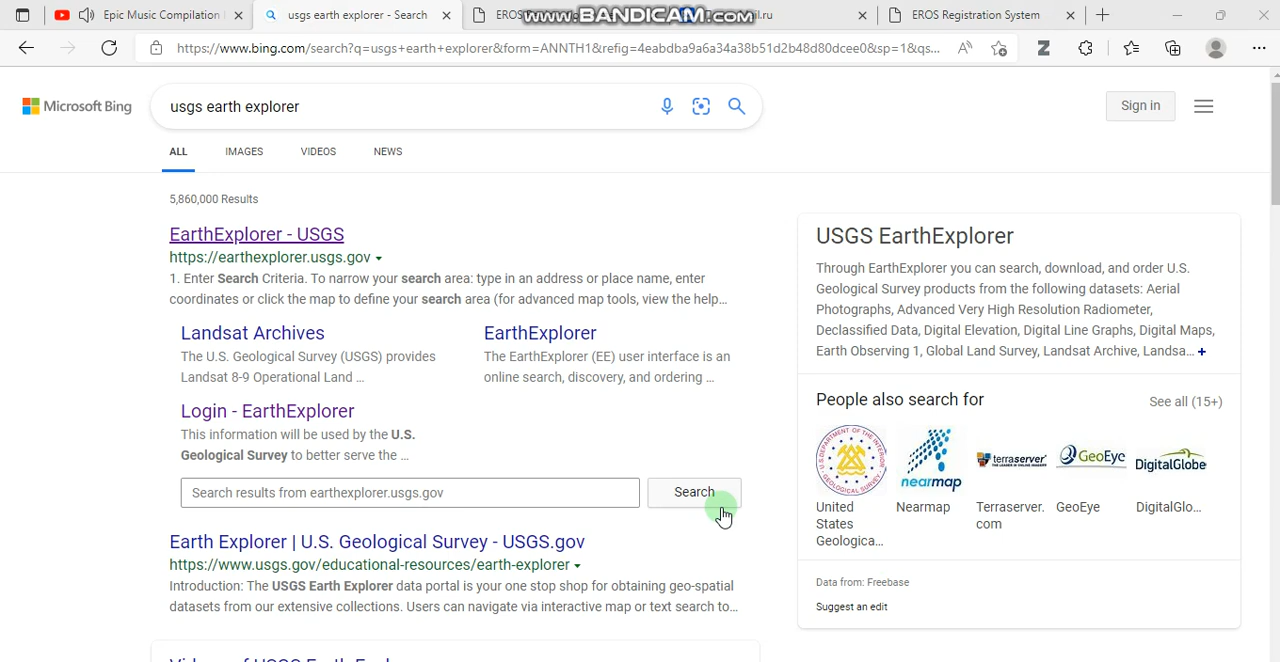 Epic Music Compilation
usgs earth explorer - Search
EROS
www.BANDICAM.com
il.ru
EROS Registration System
https://www.bing.com/search?q=usgs+earth+explorer&form=ANNTH1&refig=4eabdba9a6a34a38b51d2b48d80dcee0&sp=1&qs...
Microsoft Bing
usgs earth explorer
Sign in
ALL
IMAGES
VIDEOS
NEWS
5,860,000 Results
EarthExplorer - USGS
https://earthexplorer.usgs.gov
1. Enter Search Criteria. To narrow your search area: type in an address or place name, enter
coordinates or click the map to define your search area (for advanced map tools, view the help...
Landsat Archives
The U.S. Geological Survey (USGS) provides
Landsat 8-9 Operational Land ...
EarthExplorer
The EarthExplorer (EE) user interface is an
online search, discovery, and ordering ...
Login - EarthExplorer
This information will be used by the U.S.
Geological Survey to better serve the ...
Search results from earthexplorer.usgs.gov
Search
Earth Explorer | U.S. Geological Survey - USGS.gov
https://www.usgs.gov/educational-resources/earth-explorer
Introduction: The USGS Earth Explorer data portal is your one stop shop for obtaining geo-spatial
datasets from our extensive collections. Users can navigate via interactive map or text search to...
USGS EarthExplorer
Through EarthExplorer you can search, download, and order U.S.
Geological Survey products from the following datasets: Aerial
Photographs, Advanced Very High Resolution Radiometer,
Declassified Data, Digital Elevation, Digital Line Graphs, Digital Maps,
Earth Observing 1, Global Land Survey, Landsat Archive, Landsa... +
People also search for
See all (15+)
nearmap
terraserver
GeoEye
DigitalGlobe
United
States
Geologica...
Nearmap
Terraserver.
com
GeoEye
DigitalGlo...
Data from: Freebase
Suggest an edit